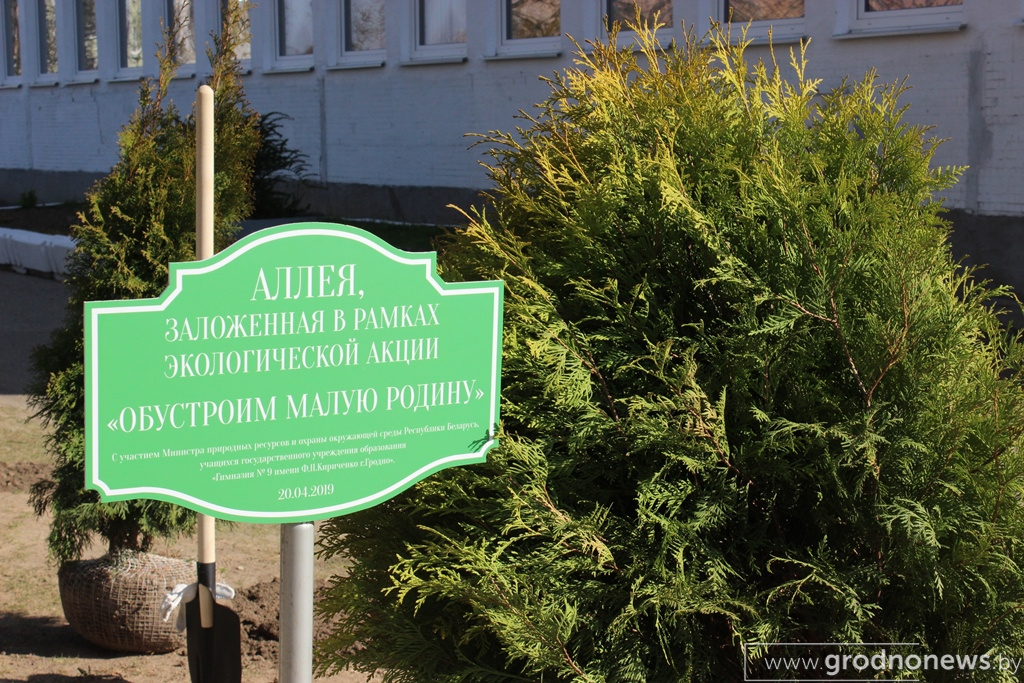 АЛЛЕЯ,
ЗАЛОЖЕННАЯ В РАМКАХ
ЭКОЛОГИЧЕСКОЙ АКЦИИ
«ОБУСТРОИМ МАЛУЮ РОДИНУ»
С участием Министра природных ресурсов и охраны окружающей среды Республики Беларусь,
учащихся государственного учреждения образования
«Гимназия № 9 имени Ф.П.Кириченко г.Гродно».
20.04.2019
www.grodnonews.by